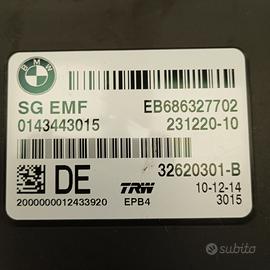 BMW
SG EMF EB686327702
0143443015 231220-10
32620301-B
DE TRW 10-12-14
2000000012433920 EPB4 3015
subito